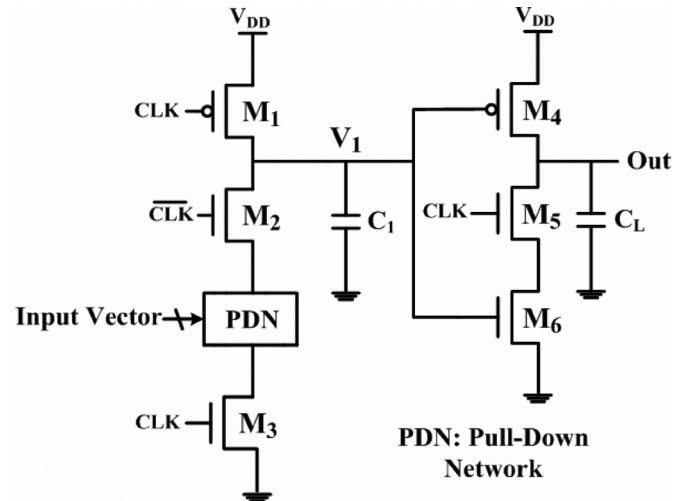 VDD
VDD
CLK
M1
M4
V1
Out
CLK
M2
C1
CLK
M5
CL
Input Vector
PDN
M6
CLK
M3
PDN: Pull-Down
Network